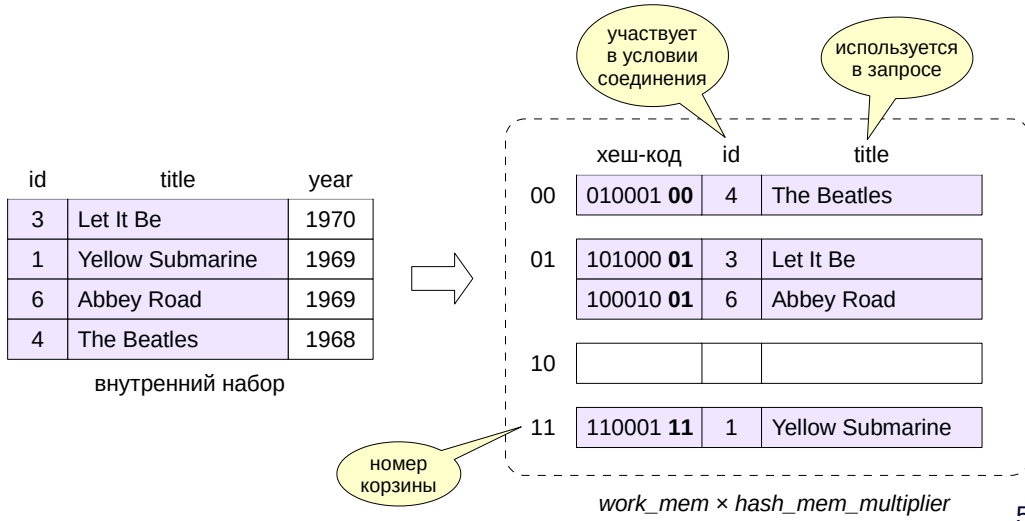 участвует
в условии
соединения
используется
в запросе
id title year
3 Let It Be 1970
1 Yellow Submarine 1969
6 Abbey Road 1969
4 The Beatles 1968
внутренний набор
хеш-код id title
00 010001 00 4 The Beatles
01 101000 01 3 Let It Be
100010 01 6 Abbey Road
10
11 110001 11 1 Yellow Submarine
номер
корзины
work_mem × hash_mem_multiplier
5